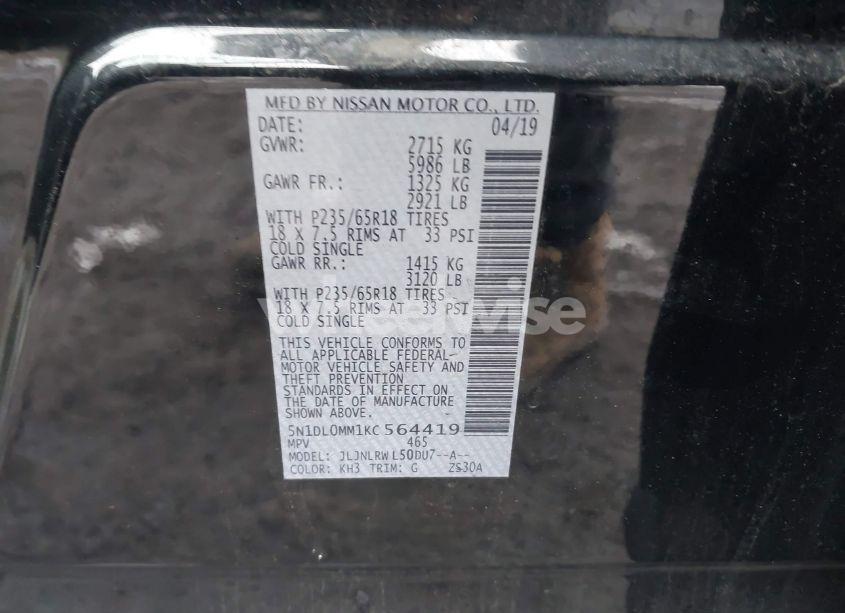 MFD BY NISSAN MOTOR CO., LTD.
DATE: 04/19
GVWR: 2715 KG
5986 LB
GAWR FR.: 1325 KG
2921 LB
WITH P235/65R18 TIRES
18 X 7.5 RIMS AT 33 PSI
COLD SINGLE
GAWR RR.: 1415 KG
3120 LB
WITH P235/65R18 TIRES
18 X 7.5 RIMS AT 33 PSI
COLD SINGLE
THIS VEHICLE CONFORMS TO
ALL APPLICABLE FEDERAL-
MOTOR VEHICLE SAFETY AND
THEFT PREVENTION
STANDARDS IN EFFECT ON
THE DATE OF MANUFACTURE
SHOWN ABOVE.
5N1DL0MM1KC564419
MPV 465
MODEL: JLJNLRWL50DU7--A--
COLOR: KH3 TRIM: G ZS30A